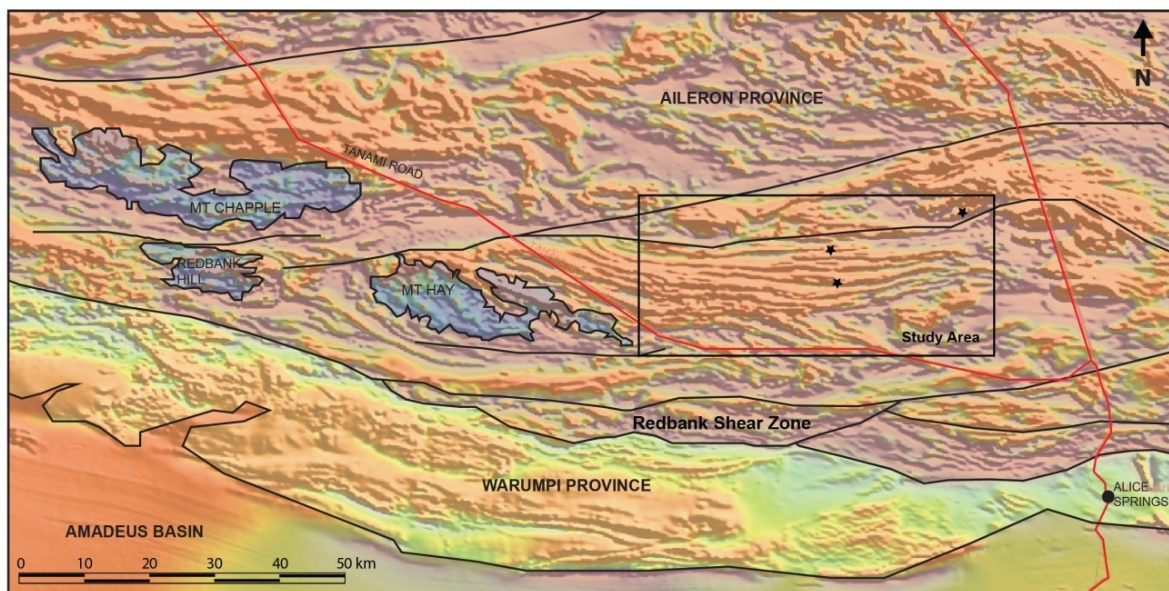 N
AILERON PROVINCE
TANAMI ROAD
MT CHAPPLE
REDBANK
HILL
MT HAY
Study Area
Redbank Shear Zone
WARUMPI PROVINCE
ALICE
SPRINGS
AMADEUS BASIN
0 10 20 30 40 50 km